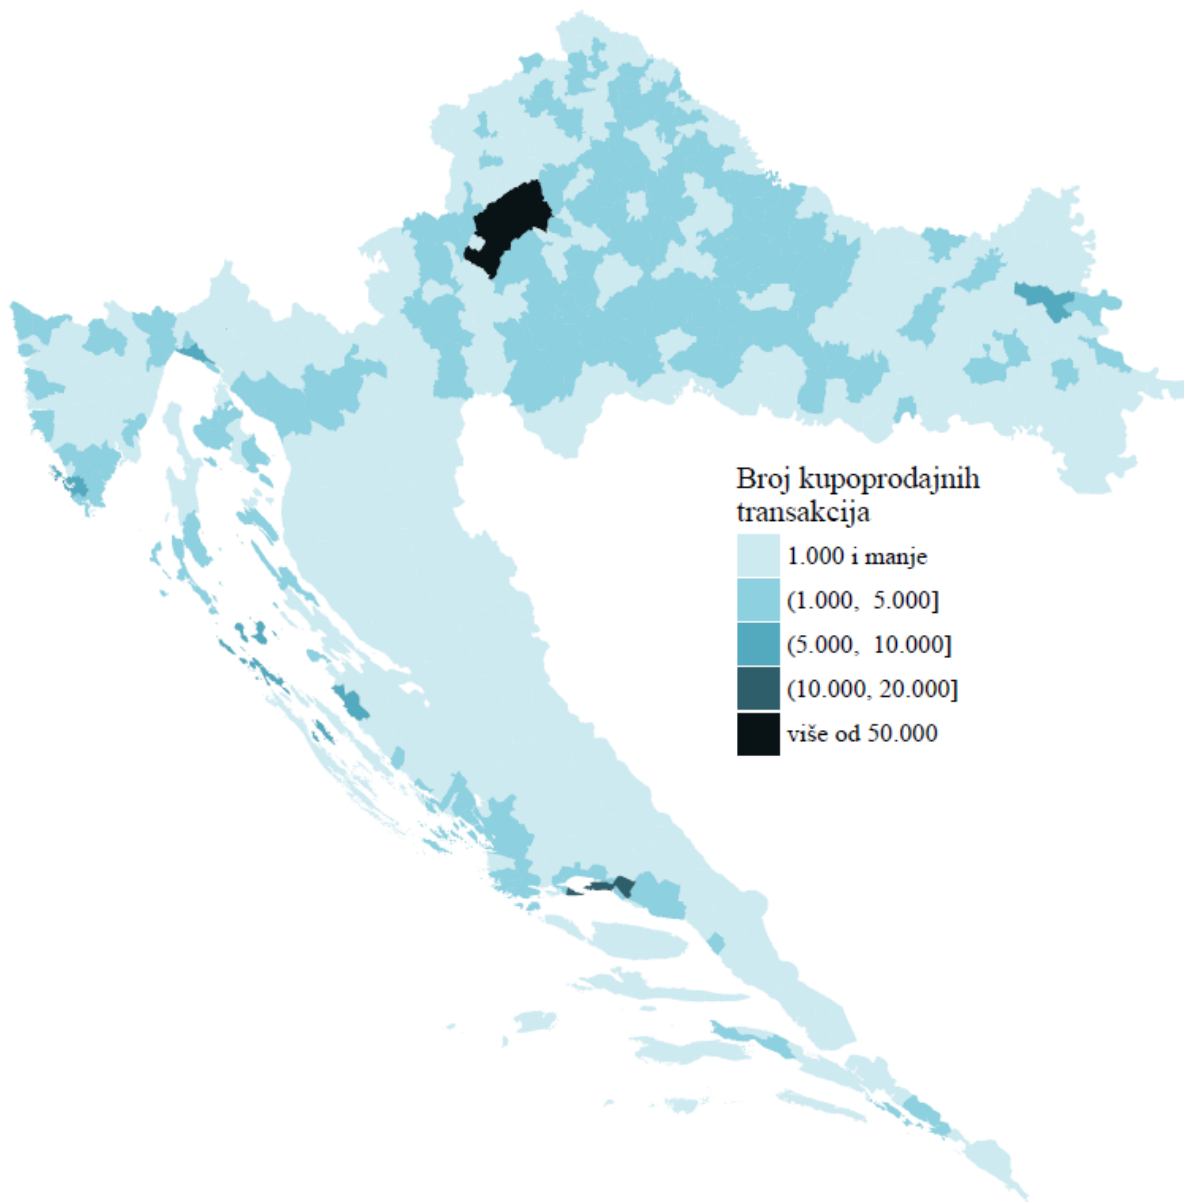 Broj kupoprodajnih
transakcija
1.000 i manje
(1.000, 5.000]
(5.000, 10.000]
(10.000, 20.000]
više od 50.000